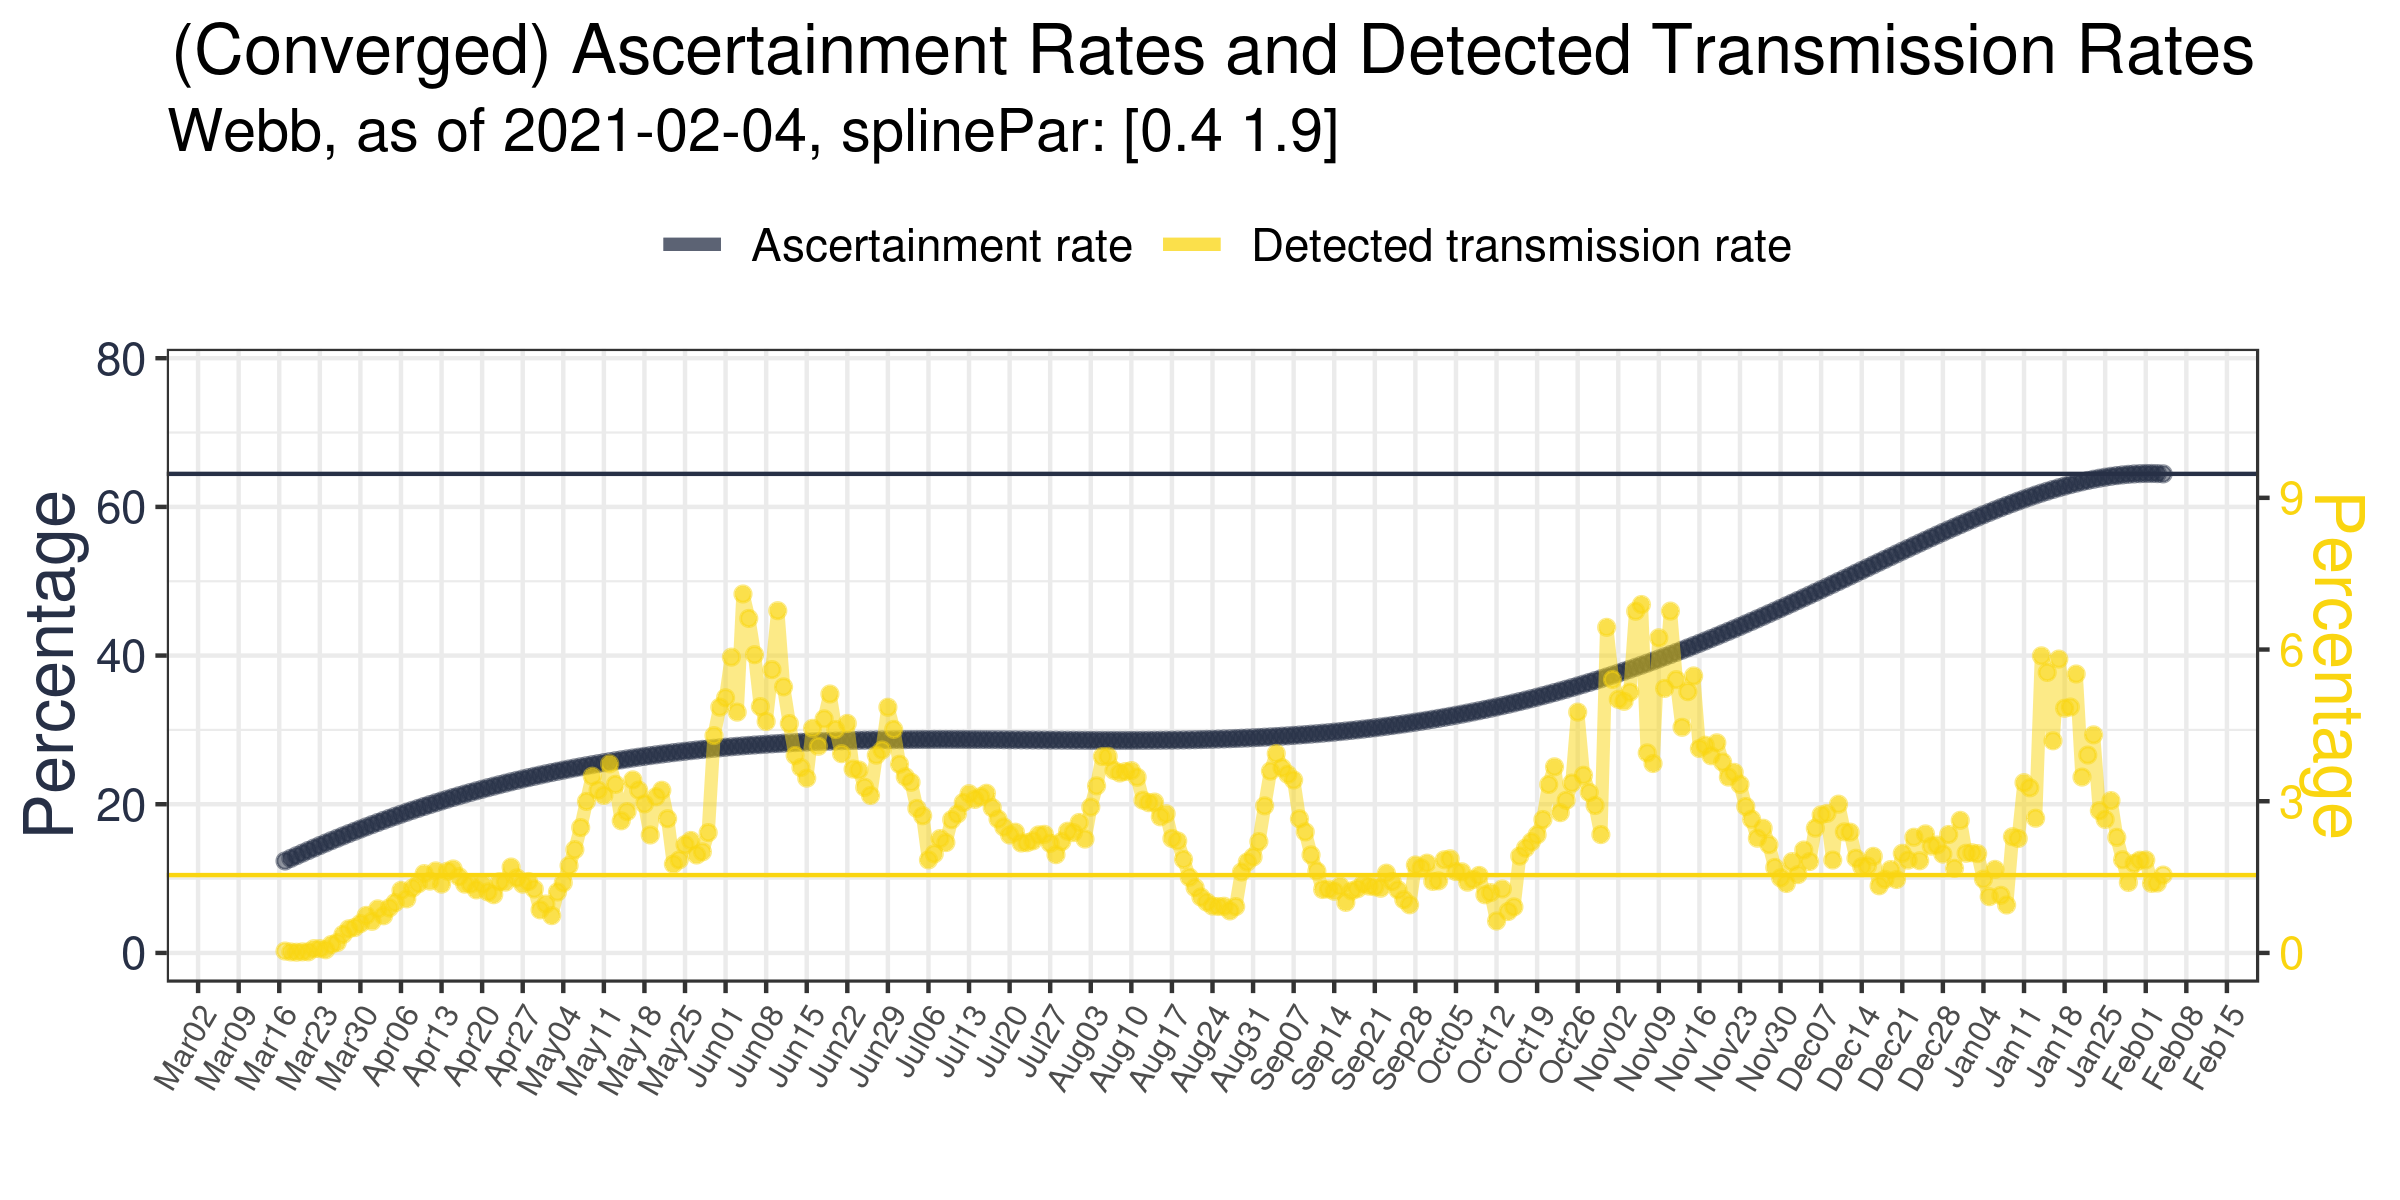 (Converged) Ascertainment Rates and Detected Transmission Rates
Webb, as of 2021-02-04, splinePar: [0.4 1.9]
Ascertainment rate Detected transmission rate
80
60
40
20
0
Percentage
9
6
3
0
Percentage
Mar02 Mar09 Mar16 Mar23 Mar30 Apr06 Apr13 Apr20 Apr27 May04 May11 May18 May25 Jun01 Jun08 Jun15 Jun22 Jun29 Jul06 Jul13 Jul20 Jul27 Aug03 Aug10 Aug17 Aug24 Aug31 Sep07 Sep14 Sep21 Sep28 Oct05 Oct12 Oct19 Oct26 Nov02 Nov09 Nov16 Nov23 Nov30 Dec07 Dec14 Dec21 Dec28 Jan04 Jan11 Jan18 Jan25 Feb01 Feb08 Feb15